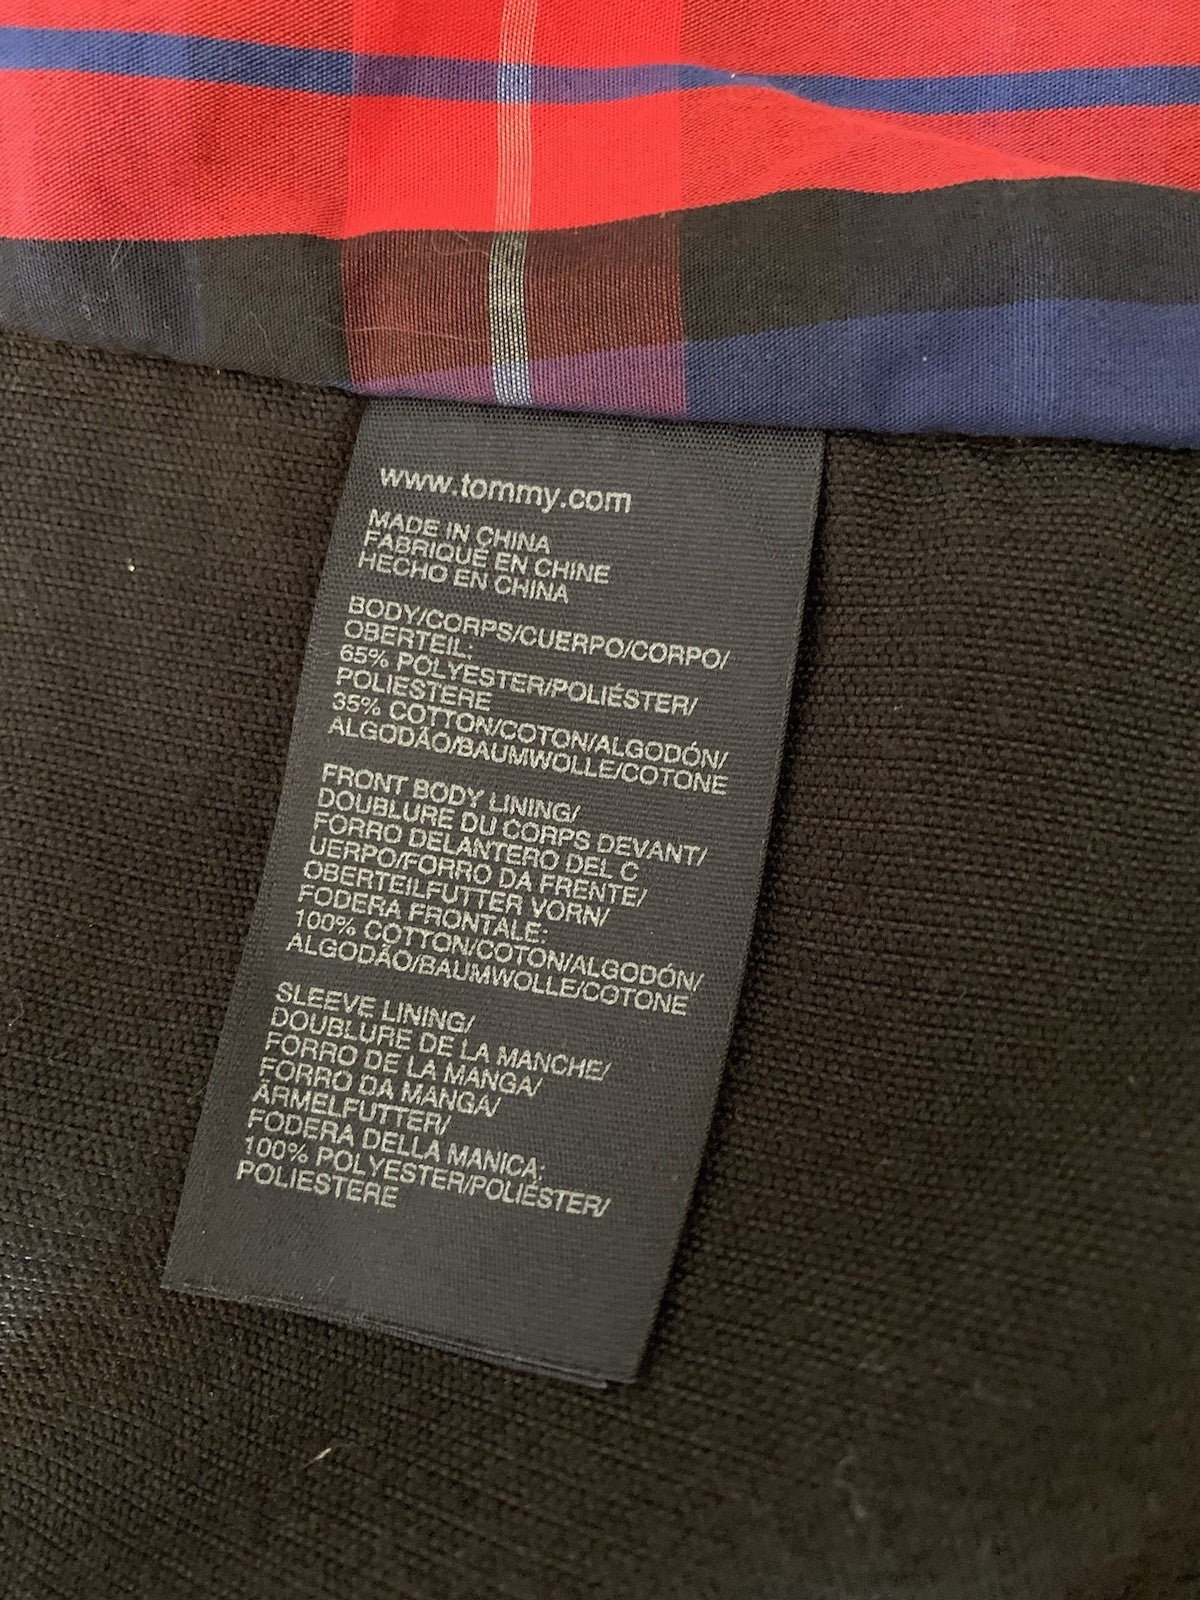 www.tommy.com
MADE IN CHINA
FABRIQUÉ EN CHINE
HECHO EN CHINA
BODY/CORPS/CUERPO/CORPO/
OBERTEIL:
65% POLYESTER/POLIÉSTER/
POLIESTERE
35% COTTON/COTON/ALGODÓN/
ALGODÃO/BAUMWOLLE/COTONE
FRONT BODY LINING/
DOUBLURE DU CORPS DEVANT/
FORRO DELANTERO DEL C
UERPO/FORRO DA FRENTE/
OBERTEILFUTTER VORN/
FODERA FRONTALE:
100% COTTON/COTON/ALGODÓN/
ALGODÃO/BAUMWOLLE/COTONE
SLEEVE LINING/
DOUBLURE DE LA MANCHE/
FORRO DE LA MANGA/
FORRO DA MANGA/
ÄRMELFUTTER/
FODERA DELLA MANICA:
100% POLYESTER/POLIÉSTER/
POLIESTERE